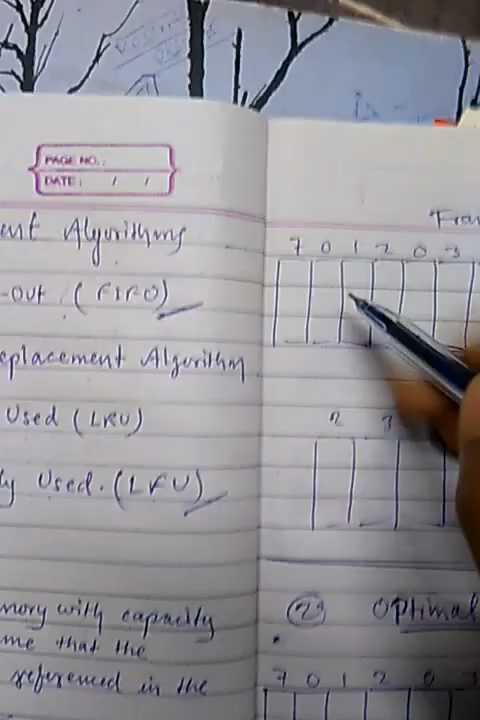 PAGE NO.:
DATE: / /
ent Algorithms
-out. (FIFO)
eplacement Algorithm
Used (LRU)
ly Used. (LFU)
mory with capacity
me that the
referenced in the
Fra
7 0 1 2 0 3
2 3
(2) Optimal
7 0 1 2 0 3